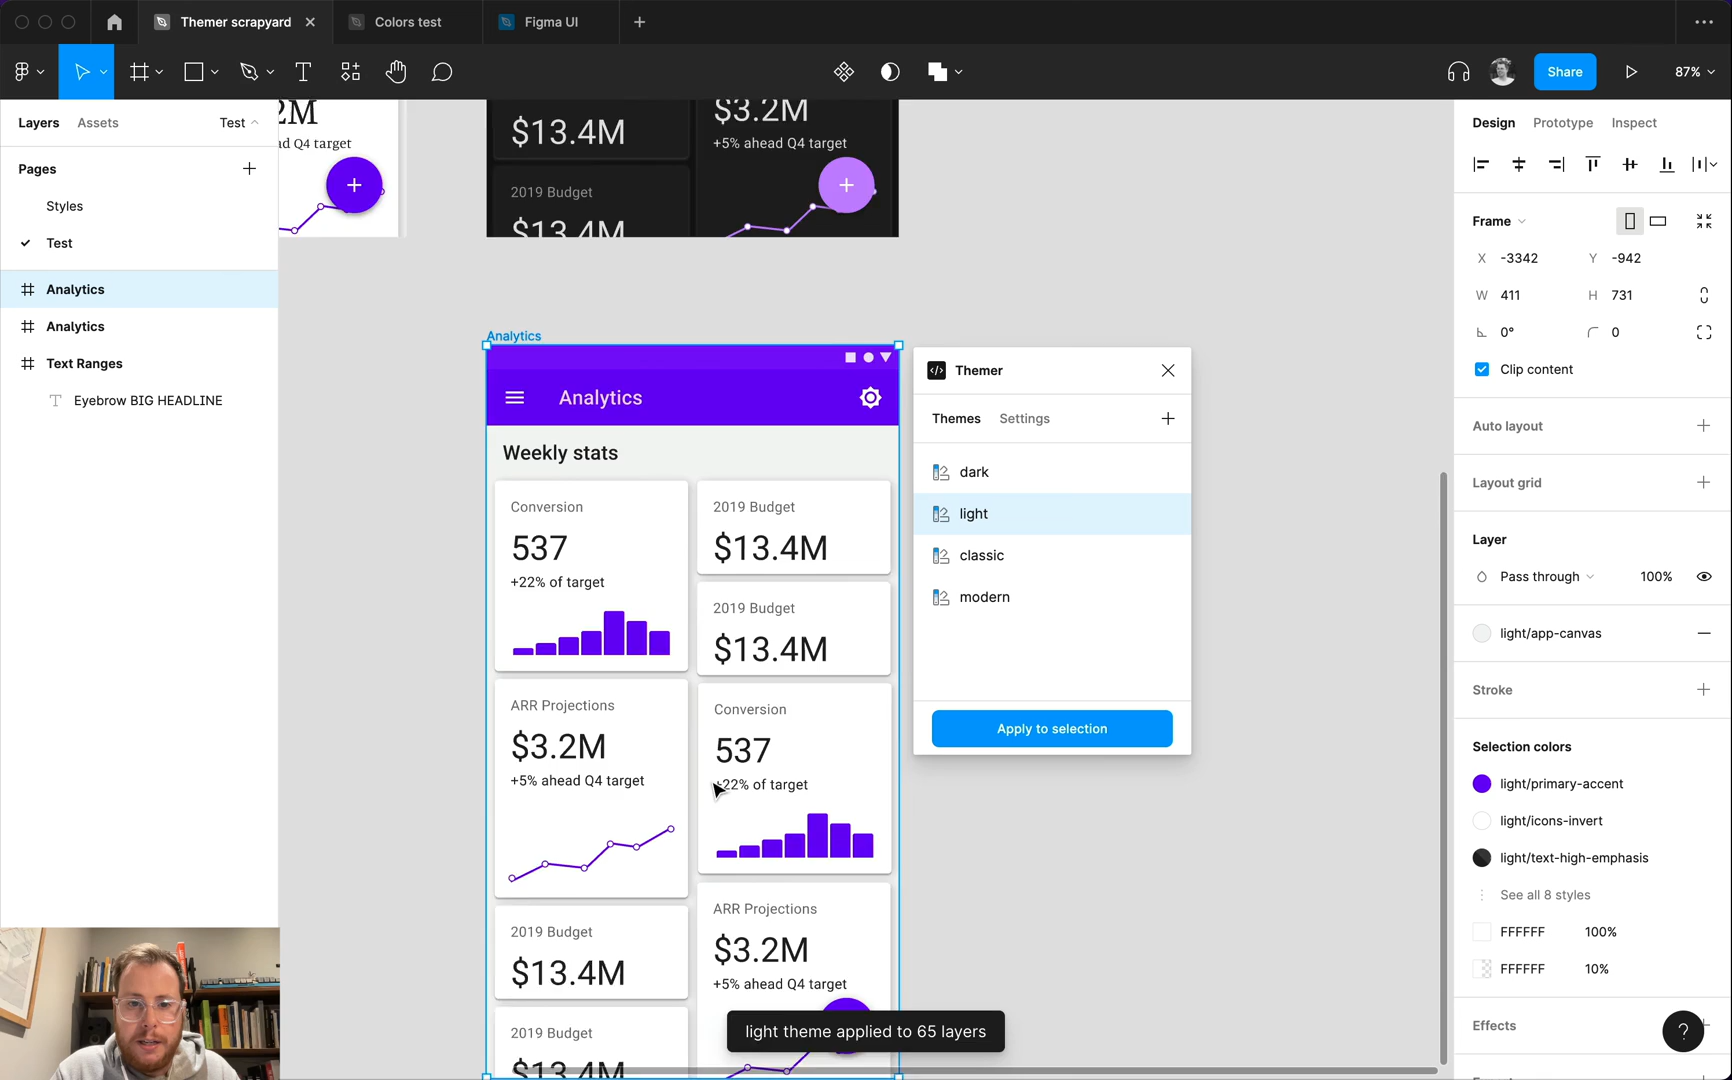 Themer scrapyard
Colors test
Figma UI
Share
87%
Layers
Assets
Test
Pages
Styles
Test
Analytics
Analytics
Text Ranges
Eyebrow BIG HEADLINE
2M
d Q4 target
$13.4M
2019 Budget
$13.4M
$3.2M
+5% ahead Q4 target
Analytics
Analytics
Weekly stats
Conversion
537
+22% of target
ARR Projections
$3.2M
+5% ahead Q4 target
2019 Budget
$13.4M
2019 Budget
$13.4M
2019 Budget
$13.4M
2019 Budget
$13.4M
Conversion
537
+22% of target
ARR Projections
$3.2M
+5% ahead Q4 target
light theme applied to 65 layers
Themer
Themes
Settings
dark
light
classic
modern
Apply to selection
Design
Prototype
Inspect
Frame
X -3342
Y -942
W 411
H 731
0°
0
Clip content
Auto layout
Layout grid
Layer
Pass through
100%
light/app-canvas
Stroke
Selection colors
light/primary-accent
light/icons-invert
light/text-high-emphasis
See all 8 styles
FFFFFF 100%
FFFFFF 10%
Effects
?